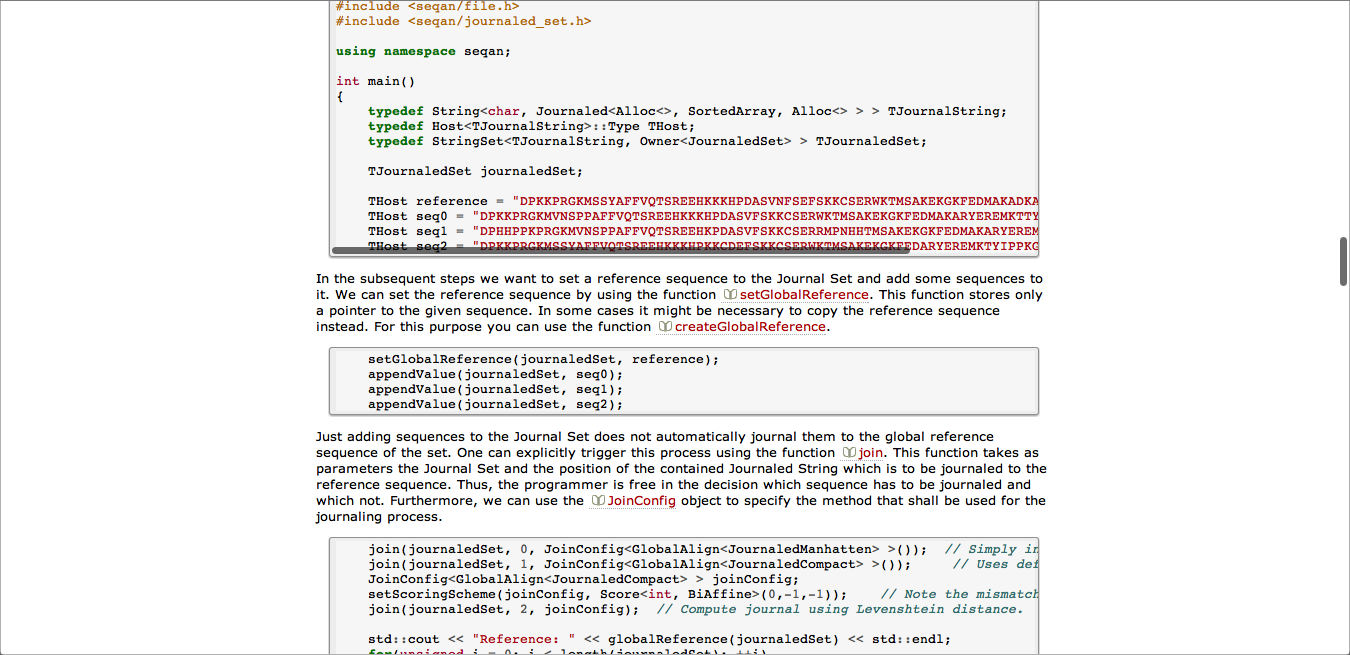 #include <seqan/file.h>
#include <seqan/journaled_set.h>
using namespace seqan;
int main()
{
typedef String<char, Journaled<Alloc<>, SortedArray, Alloc<> > > TJournalString;
typedef Host<TJournalString>::Type THost;
typedef StringSet<TJournalString, Owner<JournaledSet> > TJournaledSet;
TJournaledSet journaledSet;
THost reference = "DPKKPRGKMSSYAFFVQTSREEHKKKHPDASVNFSEFSKKCSERWKTMSAKEKGKFEDMAKADKA
THost seq0 = "DPKKPRGKMVNSPPAFFVQTSREEHKKKHPDASVFSKKCSERWKTMSAKEKGKFEDMAKARYEREMKTTY
THost seq1 = "DPHHPPKPRGKMVNSPPAFFVQTSREEHKPDASVFSKKCSERRMPNHHTMSAKEKGKFEDMAKARYEREM
THost seq2 = "DPKKPRGKMSSYAFFVQTSREEHKKKHPKKCDEFSKKCSERWKTMSAKEKGKFEDARYEREMKTYIPPKG
In the subsequent steps we want to set a reference sequence to the Journal Set and add some sequences to
it. We can set the reference sequence by using the function setGlobalReference. This function stores only
a pointer to the given sequence. In some cases it might be necessary to copy the reference sequence
instead. For this purpose you can use the function createGlobalReference.
setGlobalReference(journaledSet, reference);
appendValue(journaledSet, seq0);
appendValue(journaledSet, seq1);
appendValue(journaledSet, seq2);
Just adding sequences to the Journal Set does not automatically journal them to the global reference
sequence of the set. One can explicitly trigger this process using the function join. This function takes as
parameters the Journal Set and the position of the contained Journaled String which is to be journaled to the
reference sequence. Thus, the programmer is free in the decision which sequence has to be journaled and
which not. Furthermore, we can use the JoinConfig object to specify the method that shall be used for the
journaling process.
join(journaledSet, 0, JoinConfig<GlobalAlign<JournaledManhatten> >()); // Simply in
join(journaledSet, 1, JoinConfig<GlobalAlign<JournaledCompact> >()); // Uses def
JoinConfig<GlobalAlign<JournaledCompact> > joinConfig;
setScoringScheme(joinConfig, Score<int, BiAffine>(0,-1,-1)); // Note the mismatch
join(journaledSet, 2, joinConfig); // Compute journal using Levenshtein distance.
std::cout << "Reference: " << globalReference(journaledSet) << std::endl;
for(unsigned i = 0; i < length(journaledSet); ++i)